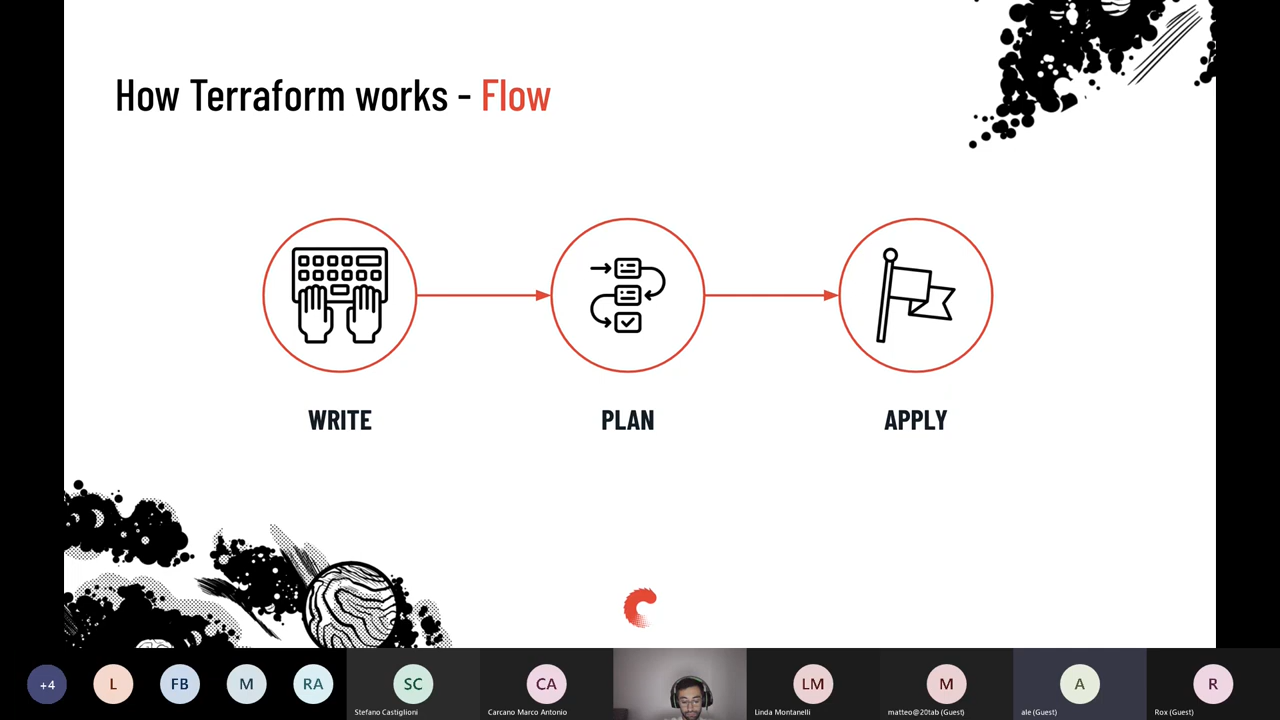 How Terraform works - Flow
WRITE
PLAN
APPLY
+4
L
FB
M
RA
SC
CA
LM
M
A
R
Stefano Castiglioni
Carcano Marco Antonio
Linda Montanelli
matteo@20tab (Guest)
ale (Guest)
Rox (Guest)